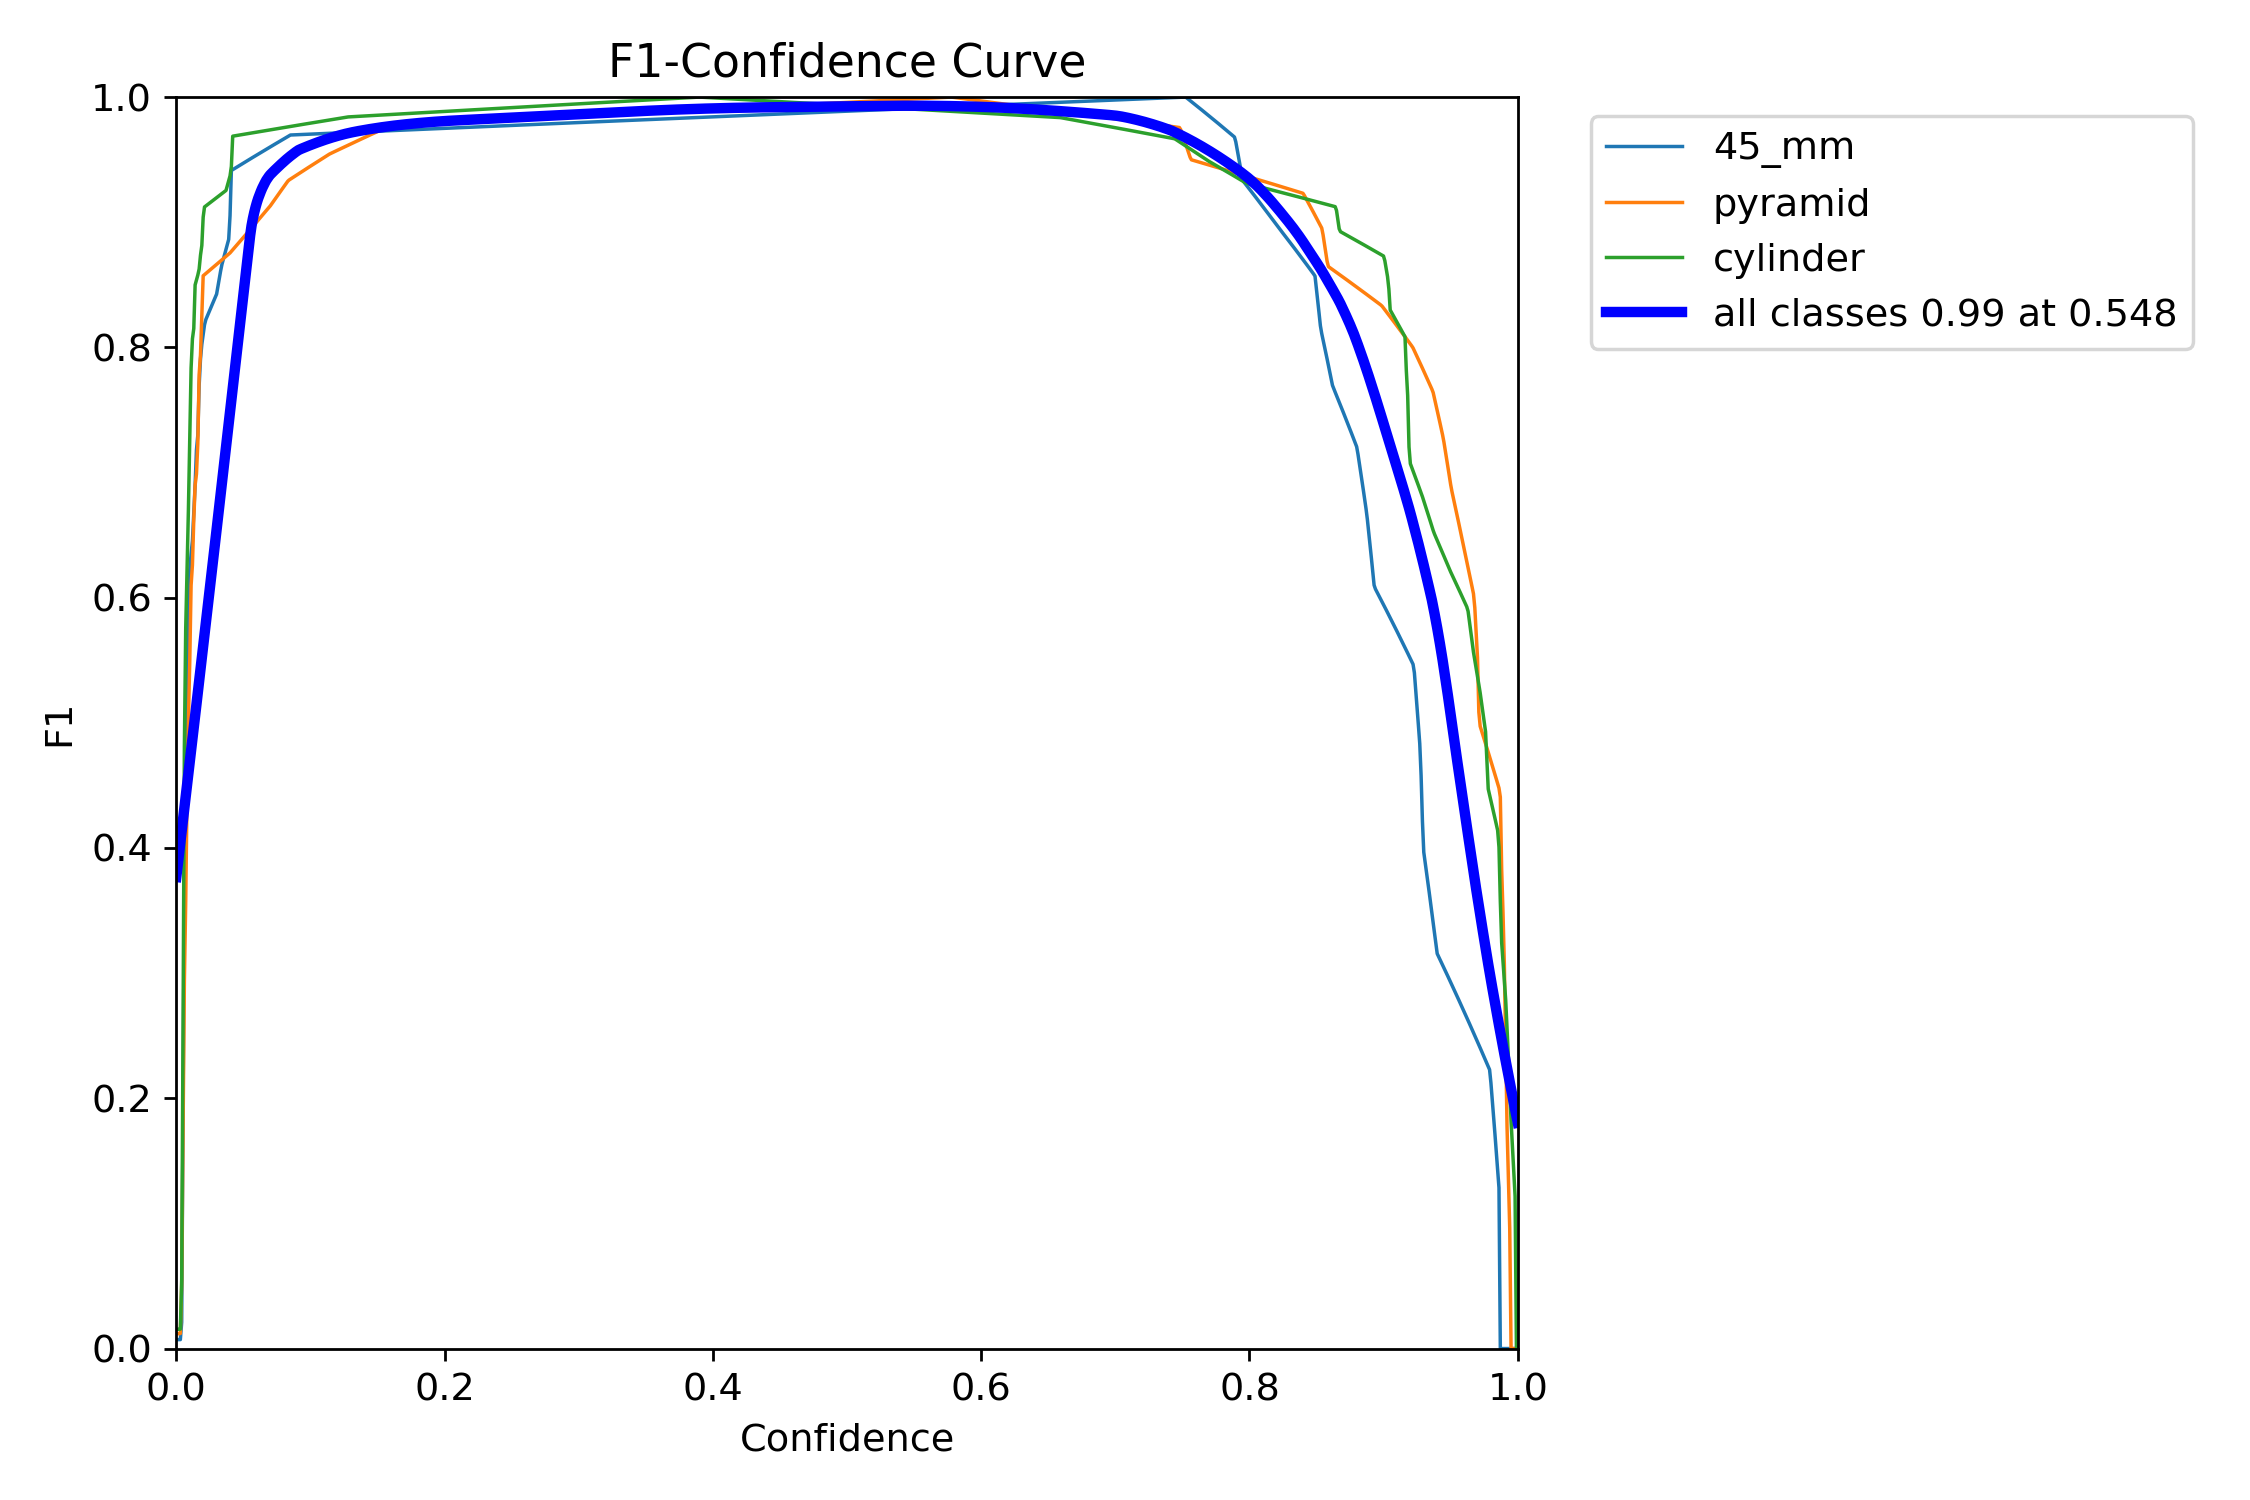 F1-Confidence Curve
1.0
0.8
0.6
0.4
0.2
0.0
F1
0.0 0.2 0.4 0.6 0.8 1.0
Confidence
45_mm
pyramid
cylinder
all classes 0.99 at 0.548